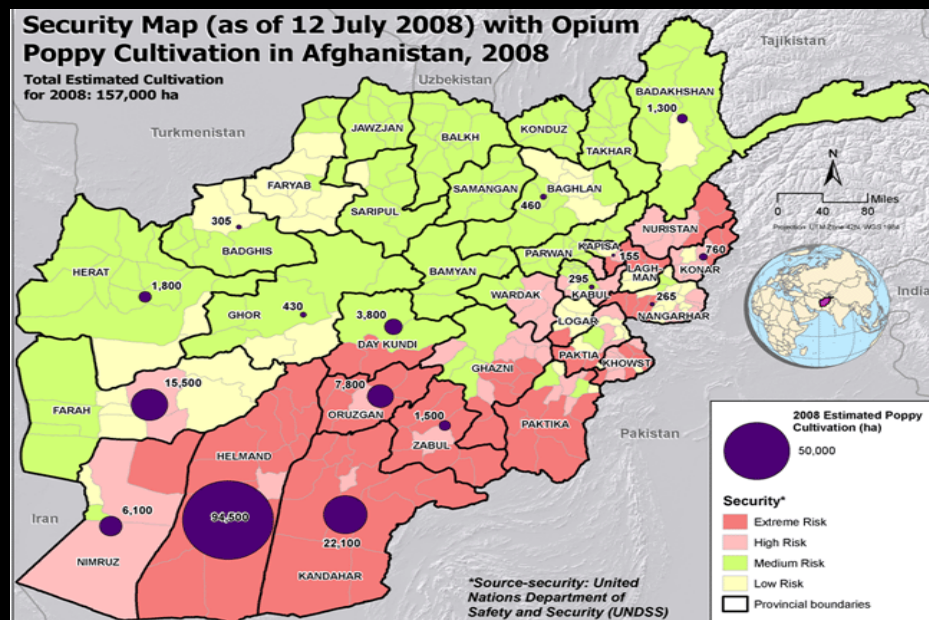 Security Map (as of 12 July 2008) with Opium
Poppy Cultivation in Afghanistan, 2008
Total Estimated Cultivation
for 2008: 157,000 ha
Tajikistan
Uzbekistan
Turkmenistan
BADAKHSHAN
1,300
JAWZJAN
BALKH
KONDUZ
TAKHAR
N
FARYAB
SAMANGAN
BAGHLAN
460
0 40 80
Miles
SARIPUL
305
BADGHIS
NURISTAN
KAPISA
760
PARWAN
155
KONAR
HERAT
BAMYAN
LAGH-
MAN
1,800
295
KABUL
WARDAK
265
NANGARHAR
India
GHOR
430
3,800
LOGAR
DAY KUNDI
PAKTIA
KHOWST
GHAZNI
15,500
7,800
ORUZGAN
1,500
FARAH
PAKTIKA
ZABUL
HELMAND
Pakistan
Iran
6,100
94,500
22,100
NIMRUZ
KANDAHAR
*Source-security: United
Nations Department of
Safety and Security (UNDSS)
2008 Estimated Poppy
Cultivation (ha)
50,000
Security*
Extreme Risk
High Risk
Medium Risk
Low Risk
Provincial boundaries